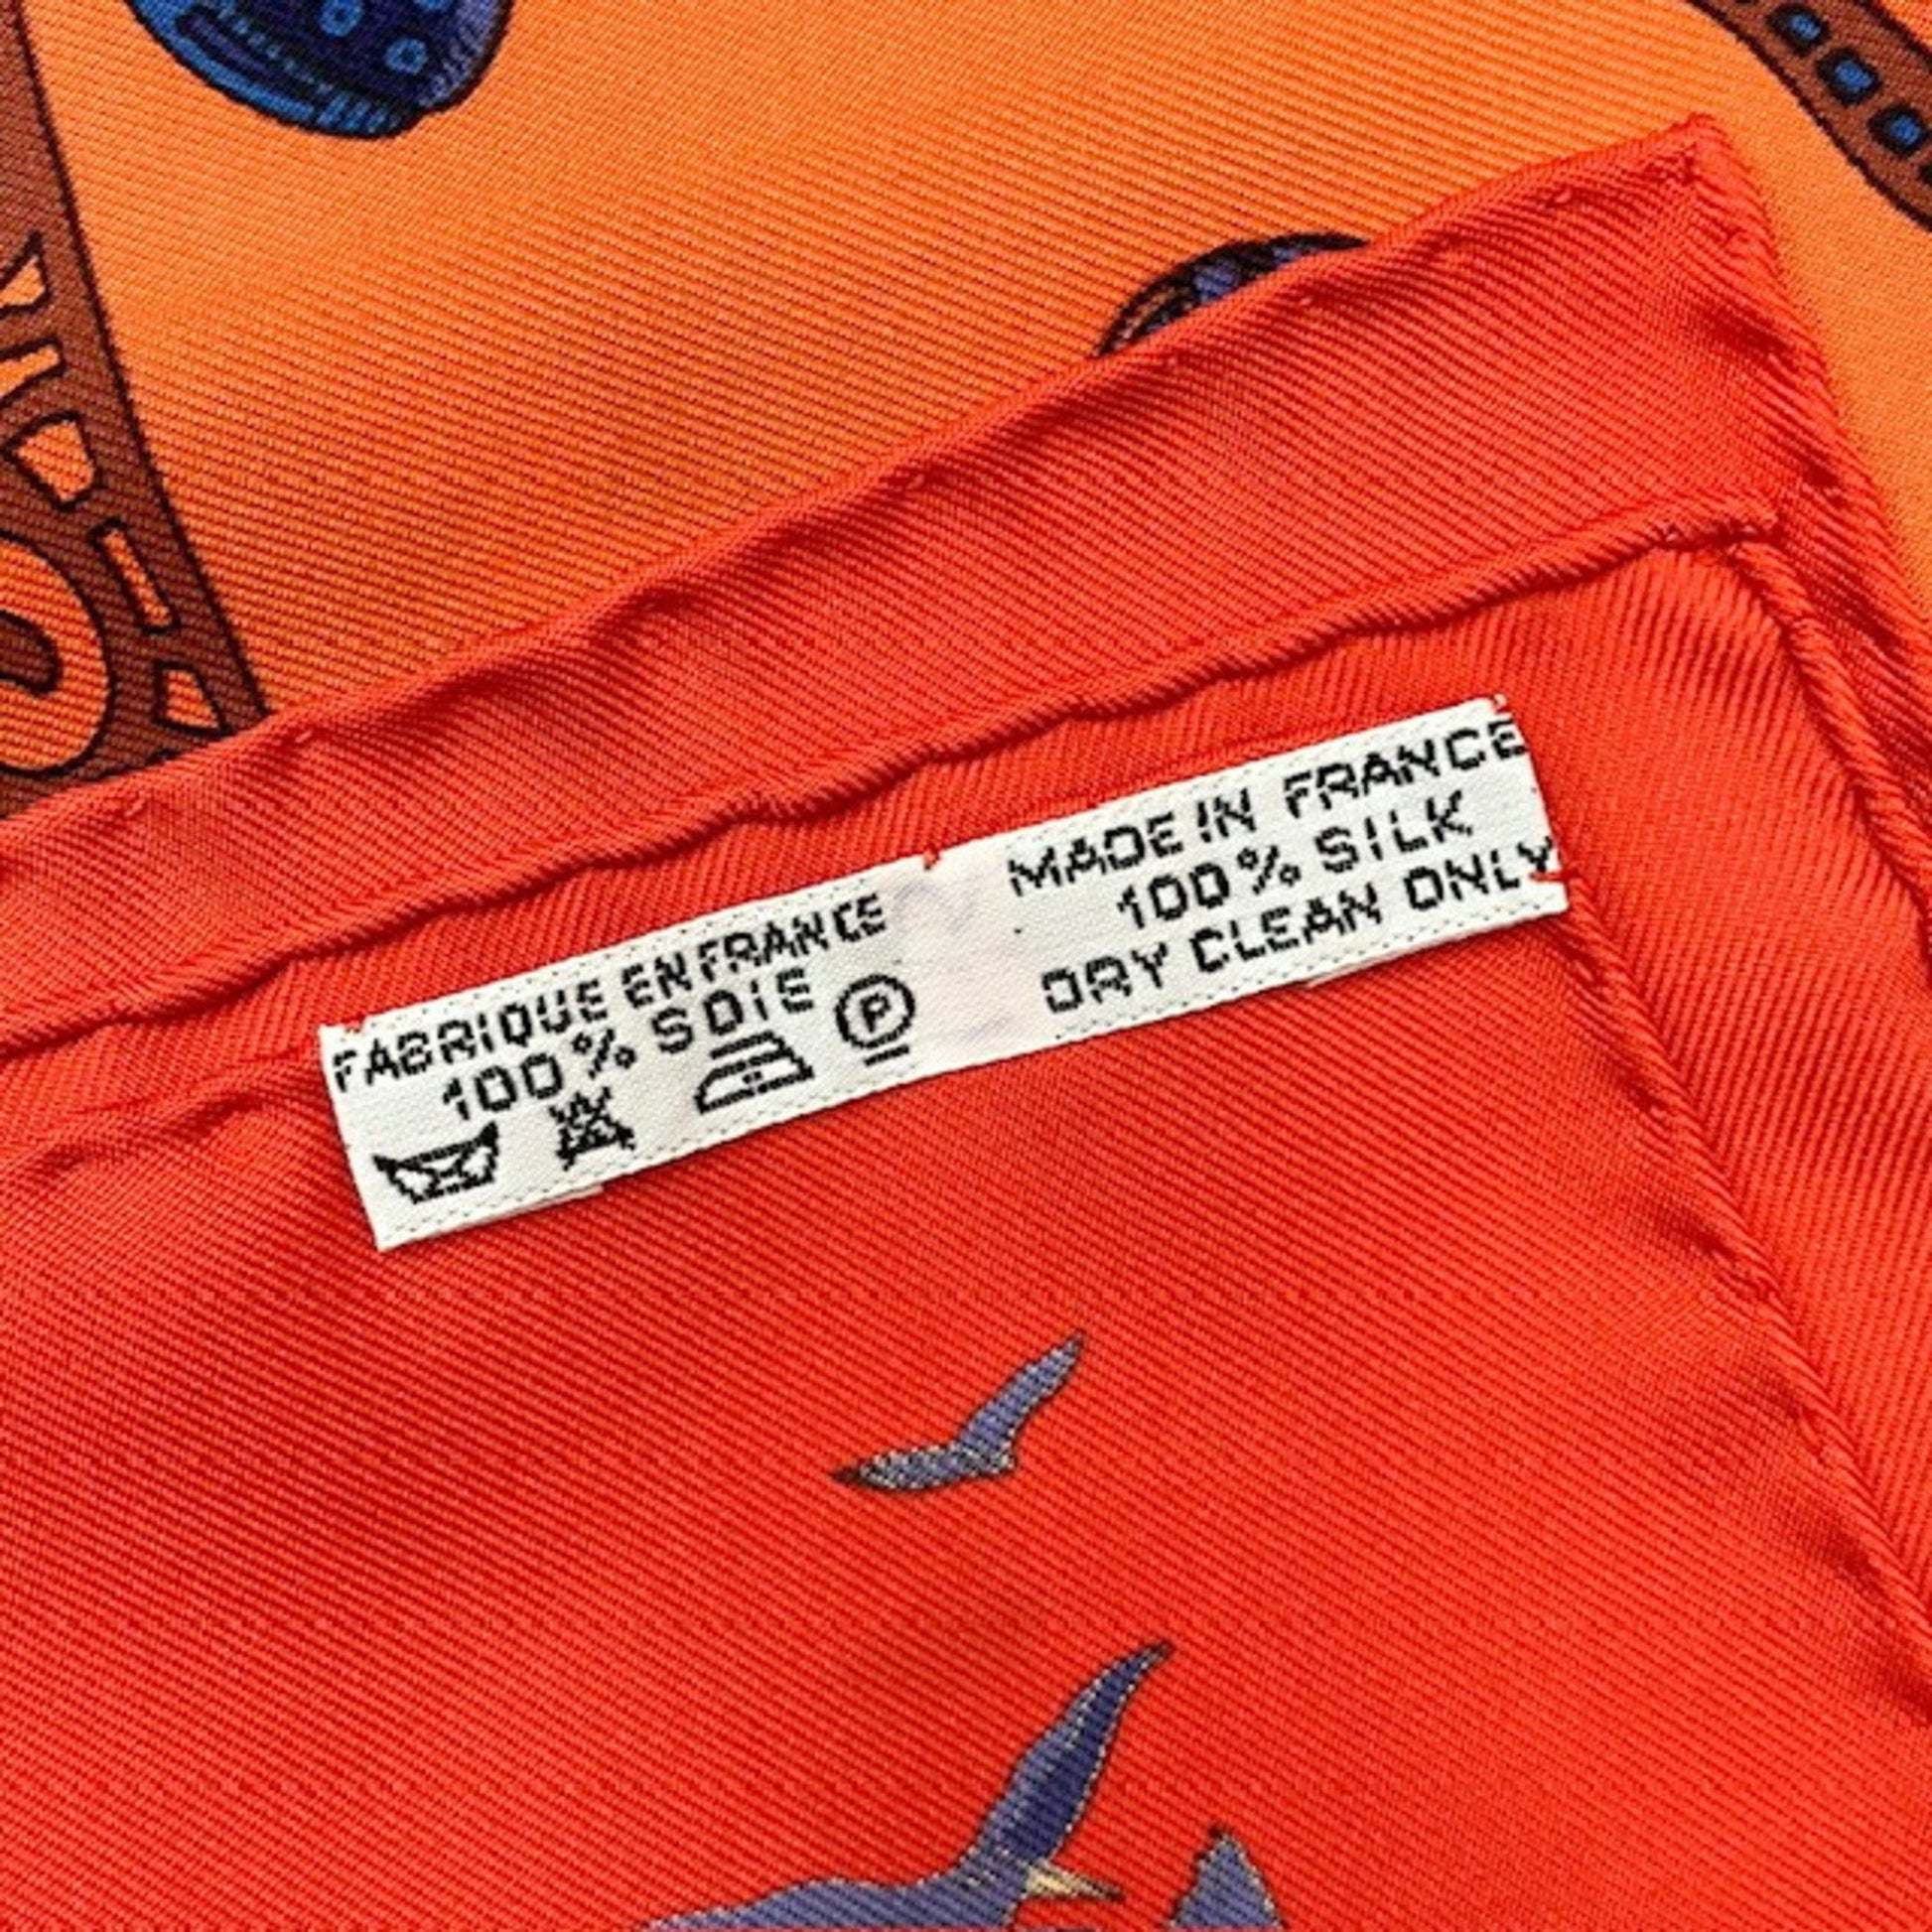 FABRIQUE EN FRANCE
100% SOIE
P
MADE IN FRANCE
100% SILK
DRY CLEAN ONLY